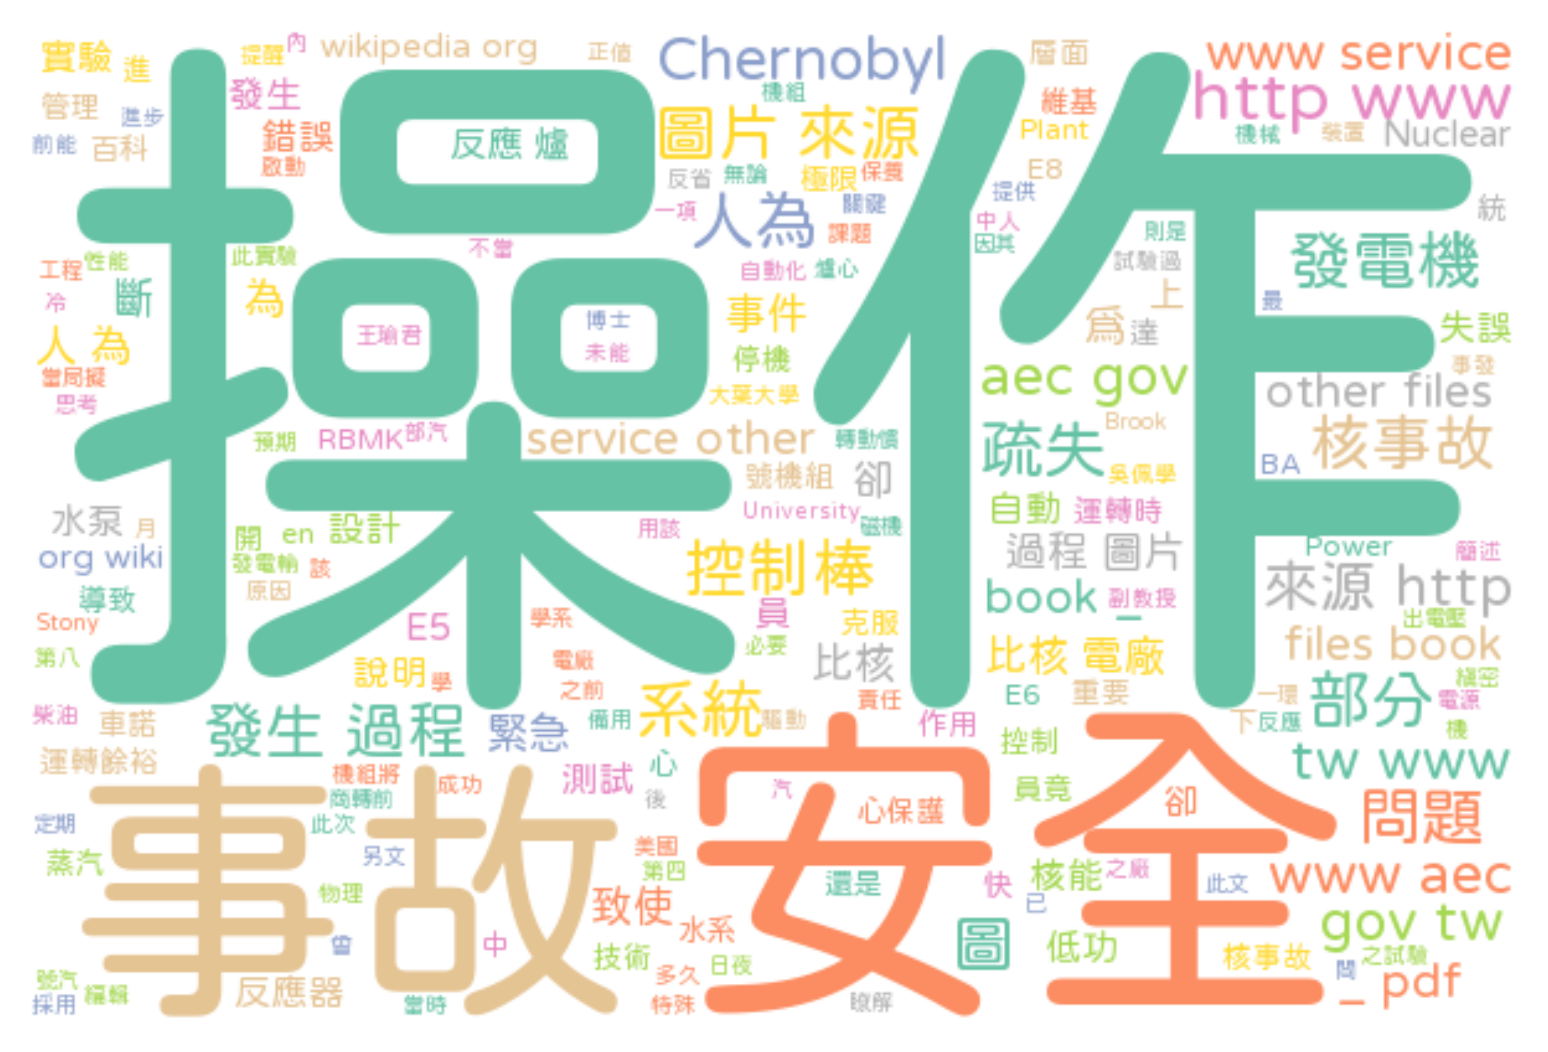 實驗 進 提醒 內 wikipedia org 正值 Chernobyl 層面 www service
管理 進步 發生 機組 維基 http www
前能 百科 錯誤 反應 爐 圖片 來源 Plant 機械 裝置 Nuclear
啟動 反省 無論 極限 保養 E8
操作
一項 人為 關鍵 提供 統
不當 課題 中人 因其 則是
工程 性能 此實驗 自動化 爐心 試驗過 發電機
冷 斷 為 博士 事件 上 最
人 為 王瑜君 未能 停機 爲 達 失誤
當局擬 aec gov 事發
思考 大葉大學 other files
預期 RBMK 部汽 service other 轉動慣 疏失 Brook 核事故
號機組 卻 吳佩學 BA
水泵 月 University 自動 運轉時
開 en 設計 用該 磁機
org wiki 發電輪 該 控制棒 過程 圖片 Power 簡述
導致 原因 book 副教授 來源 http
Stony E5 學系 員 克服 出電壓
第八 必要 比核 比核 電廠 files book
說明 學 電廠 之前 E6 重要 一環 縝密
柴油 車諾 發生 過程 緊急 備用 系統 驅動 責任 作用 下 反應 部分 電源
控制 機
運轉餘裕 機組將 成功 測試 心 tw www
商轉前 後 汽 員竟
事故 安全
定期 此次 心保護 卻 問題
蒸汽 另文 美國 第四 還是 快 核能 之廠 此文 www aec
物理 致使 已
曾 中 水系 圖 低功 gov tw
號汽 編輯 反應器 技術 多久 日夜 核事故 問 之試驗
採用 當時 特殊 瞭解 _ pdf